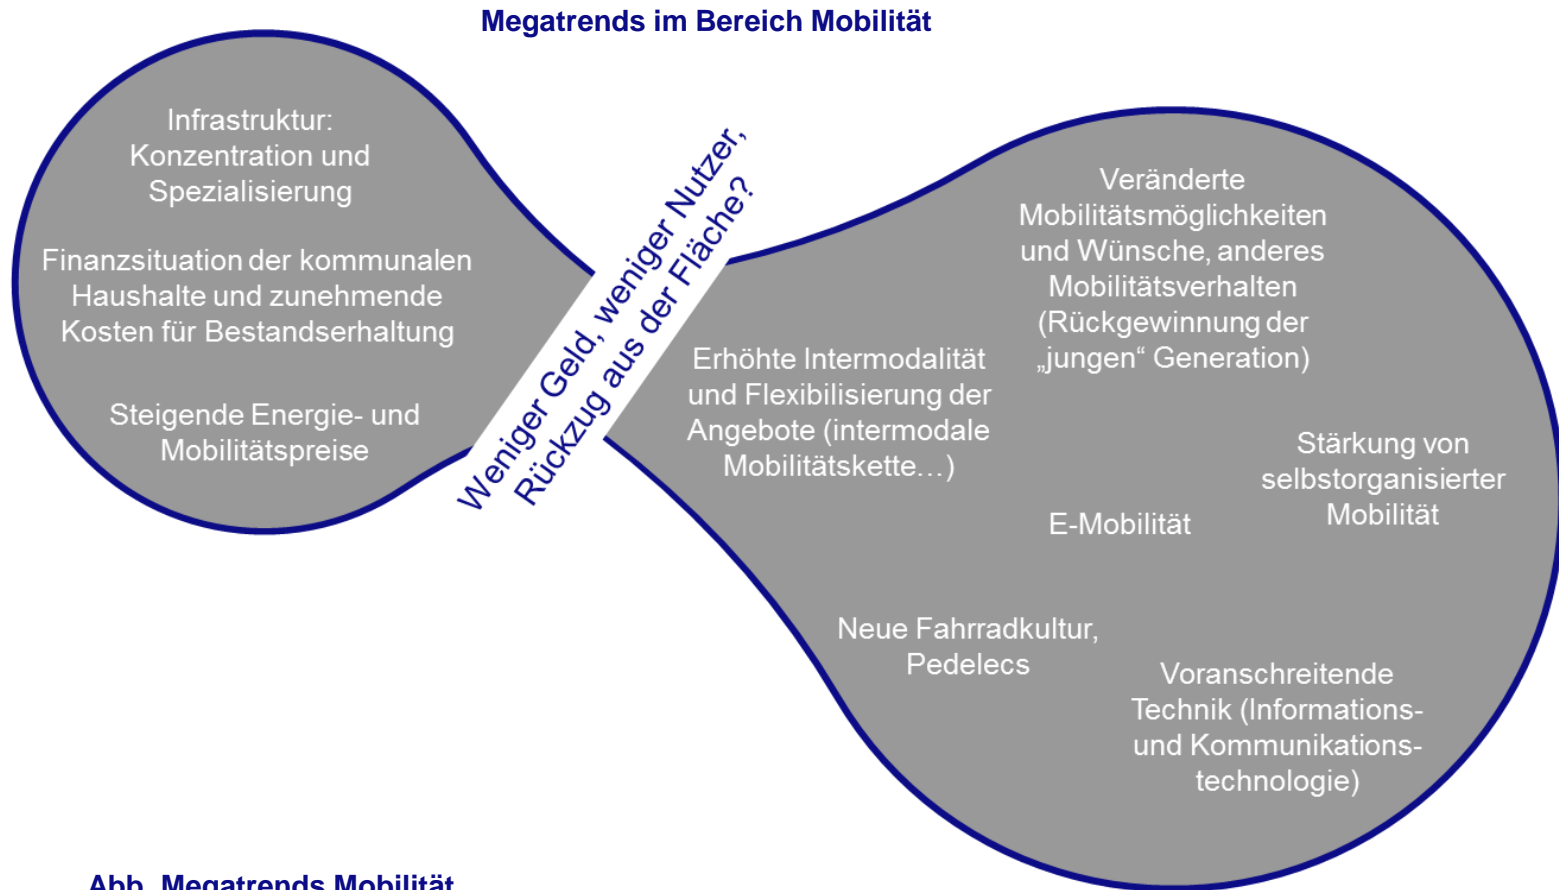 Megatrends im Bereich Mobilität
Infrastruktur:
Konzentration und
Spezialisierung
Finanzsituation der kommunalen
Haushalte und zunehmende
Kosten für Bestandserhaltung
Steigende Energie- und
Mobilitätspreise
Weniger Geld, weniger Nutzer,
Rückzug aus der Fläche?
Erhöhte Intermodalität
und Flexibilisierung der
Angebote (intermodale
Mobilitätskette…)
Veränderte
Mobilitätsmöglichkeiten
und Wünsche, anderes
Mobilitätsverhalten
(Rückgewinnung der
„jungen“ Generation)
Stärkung von
selbstorganisierter
Mobilität
E-Mobilität
Neue Fahrradkultur,
Pedelecs
Voranschreitende
Technik (Informations-
und Kommunikations-
technologie)
Abb. Megatrends Mobilität